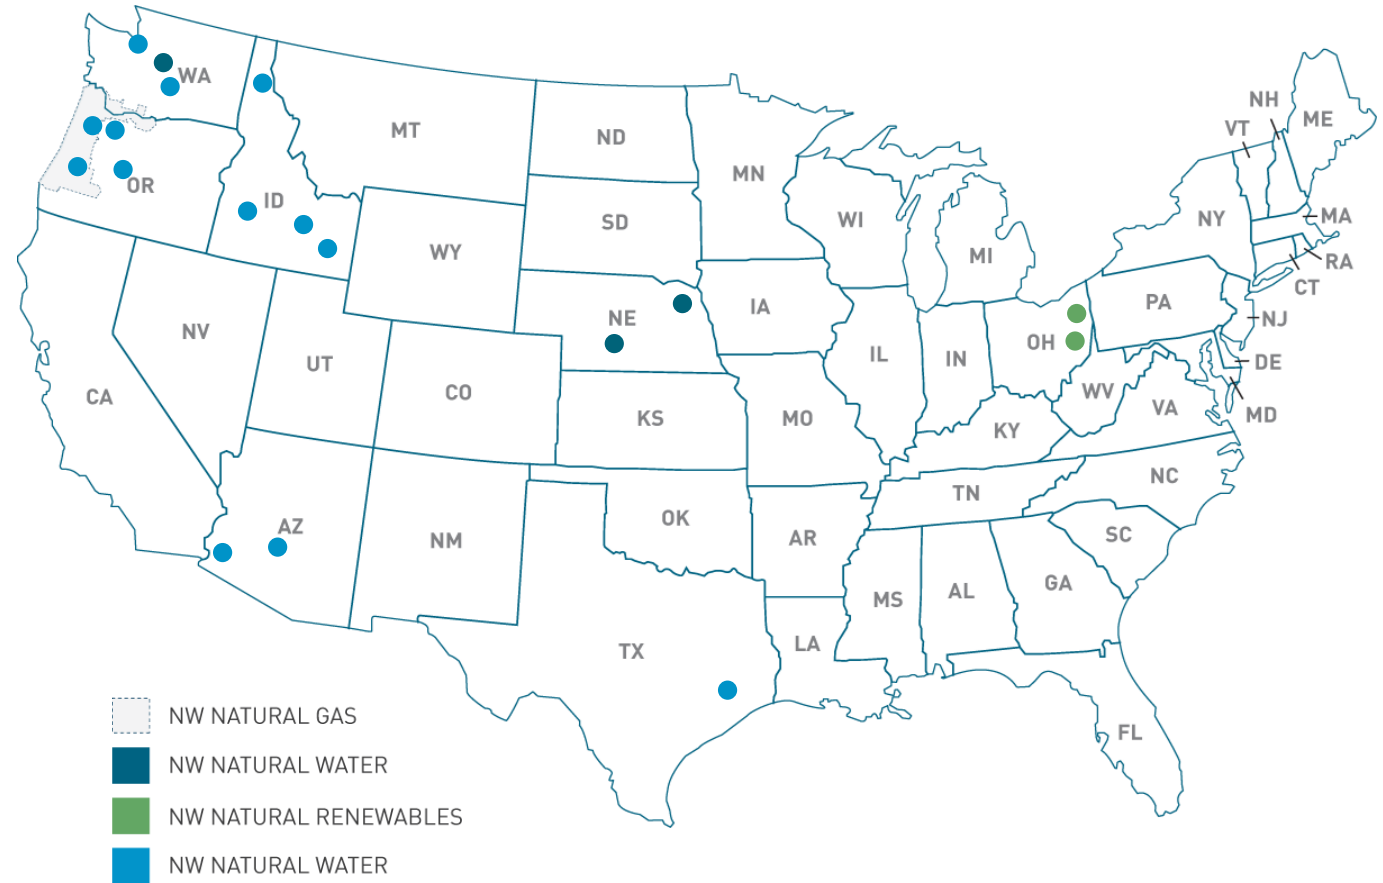 NH
VT
ME
WA
MT
ND
MN
OR
ID
SD
WI
NY
MA
WY
MI
RA
CT
NE
IA
PA
NJ
NV
UT
CO
IL
IN
OH
DE
CA
KS
MO
WV
VA
MD
KY
AZ
NM
OK
AR
TN
NC
SC
MS
AL
GA
TX
LA
FL
NW NATURAL GAS
NW NATURAL WATER
NW NATURAL RENEWABLES
NW NATURAL WATER